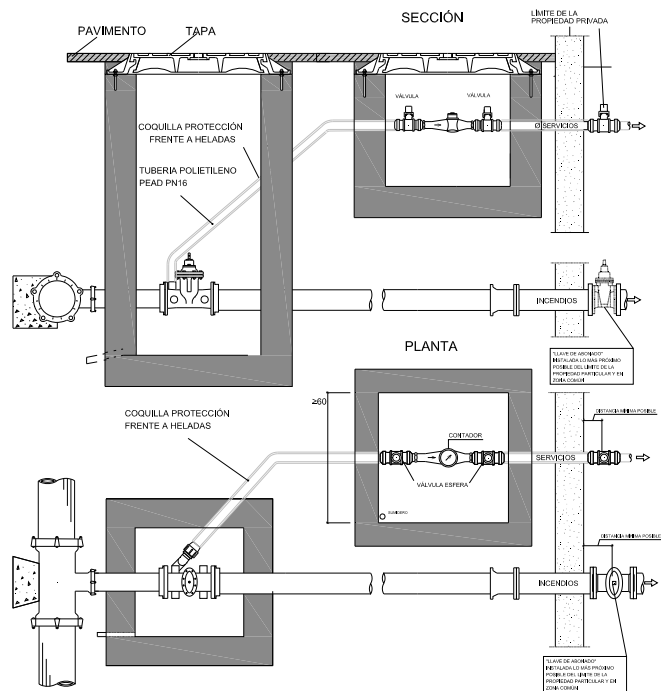 SECCIÓN
LÍMITE DE LA
PROPIEDAD PRIVADA
PAVIMENTO
TAPA
VÁLVULA
VÁLVULA
COQUILLA PROTECCIÓN
FRENTE A HELADAS
Ø SERVICIOS
TUBERIA POLIETILENO
PEAD PN16
INCENDIOS
"LLAVE DE ABONADO"
INSTALADA LO MÁS PRÓXIMO
POSIBLE DEL LÍMITE DE LA
PROPIEDAD PARTICULAR Y EN
ZONA COMÚN
PLANTA
≥60
COQUILLA PROTECCIÓN
FRENTE A HELADAS
DISTANCIA MÍNIMA POSIBLE
CONTADOR
SERVICIOS
VÁLVULA ESFERA
SUMIDERO
DISTANCIA MÍNIMA POSIBLE
INCENDIOS
"LLAVE DE ABONADO"
INSTALADA LO MÁS PRÓXIMO
POSIBLE DEL LÍMITE DE LA
PROPIEDAD PARTICULAR Y EN
ZONA COMÚN